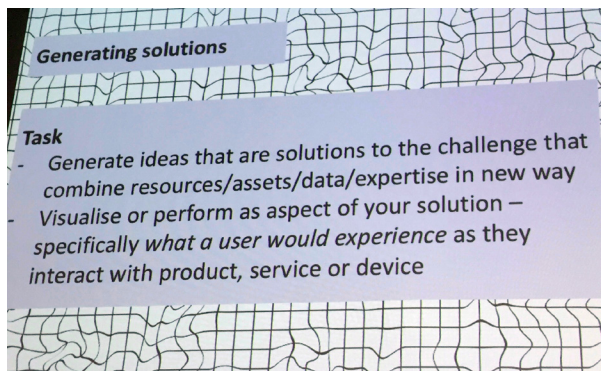 Generating solutions
Task
- Generate ideas that are solutions to the challenge that
combine resources/assets/data/expertise in new way
- Visualise or perform as aspect of your solution –
specifically what a user would experience as they
interact with product, service or device